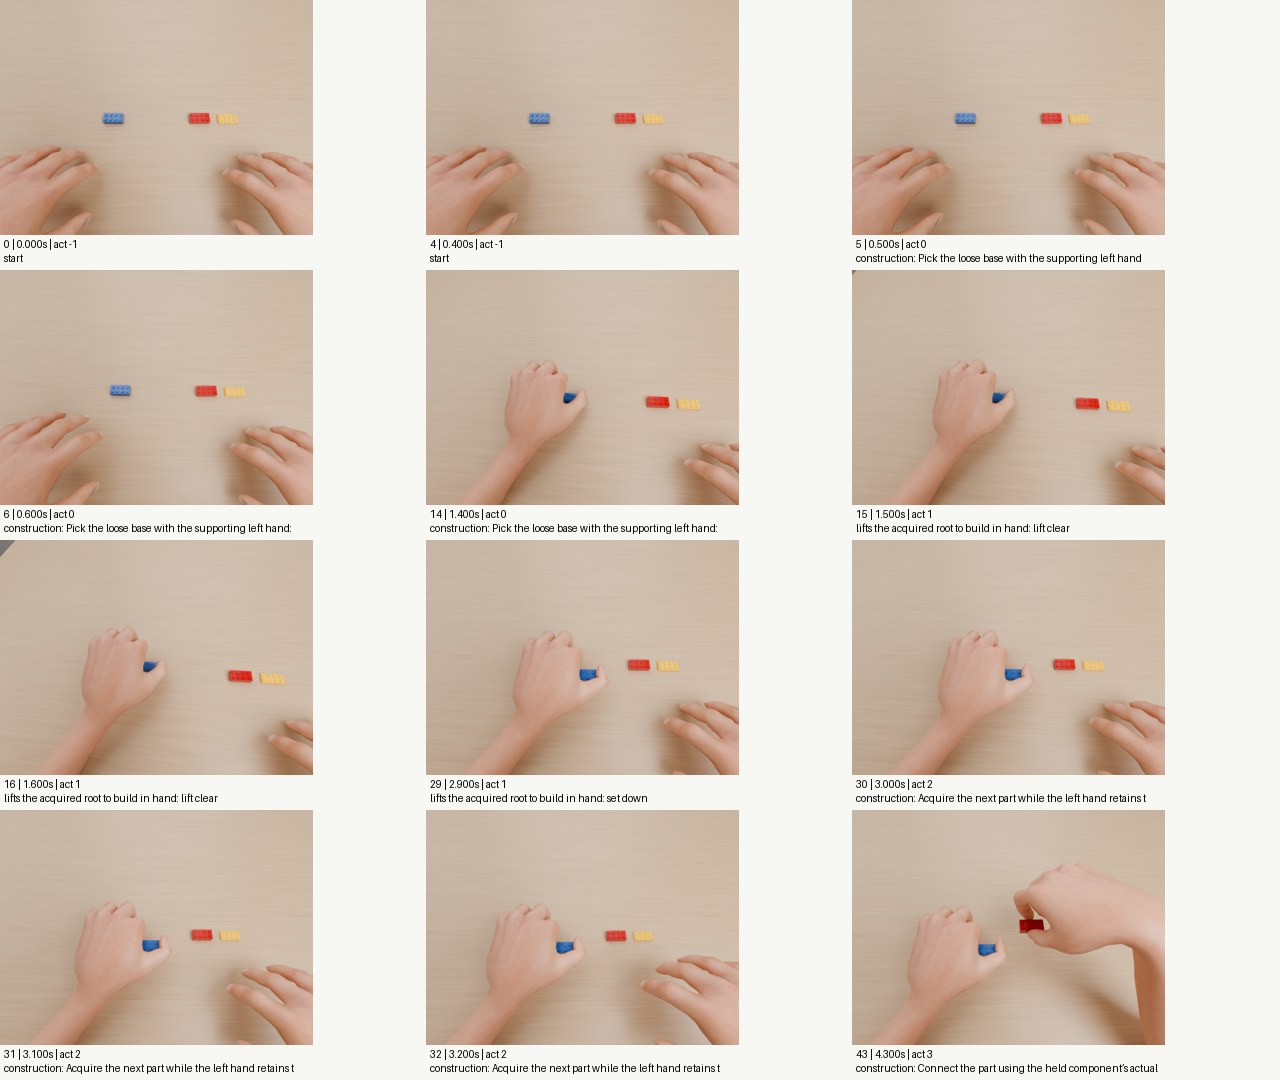 0 | 0.000s | act -1
start
4 | 0.400s | act -1
start
5 | 0.500s | act 0
construction: Pick the loose base with the supporting left hand
6 | 0.600s | act 0
construction: Pick the loose base with the supporting left hand:
14 | 1.400s | act 0
construction: Pick the loose base with the supporting left hand:
15 | 1.500s | act 1
lifts the acquired root to build in hand: lift clear
16 | 1.600s | act 1
lifts the acquired root to build in hand: lift clear
29 | 2.900s | act 1
lifts the acquired root to build in hand: set down
30 | 3.000s | act 2
construction: Acquire the next part while the left hand retains t
31 | 3.100s | act 2
construction: Acquire the next part while the left hand retains t
32 | 3.200s | act 2
construction: Acquire the next part while the left hand retains t
43 | 4.300s | act 3
construction: Connect the part using the held component's actual